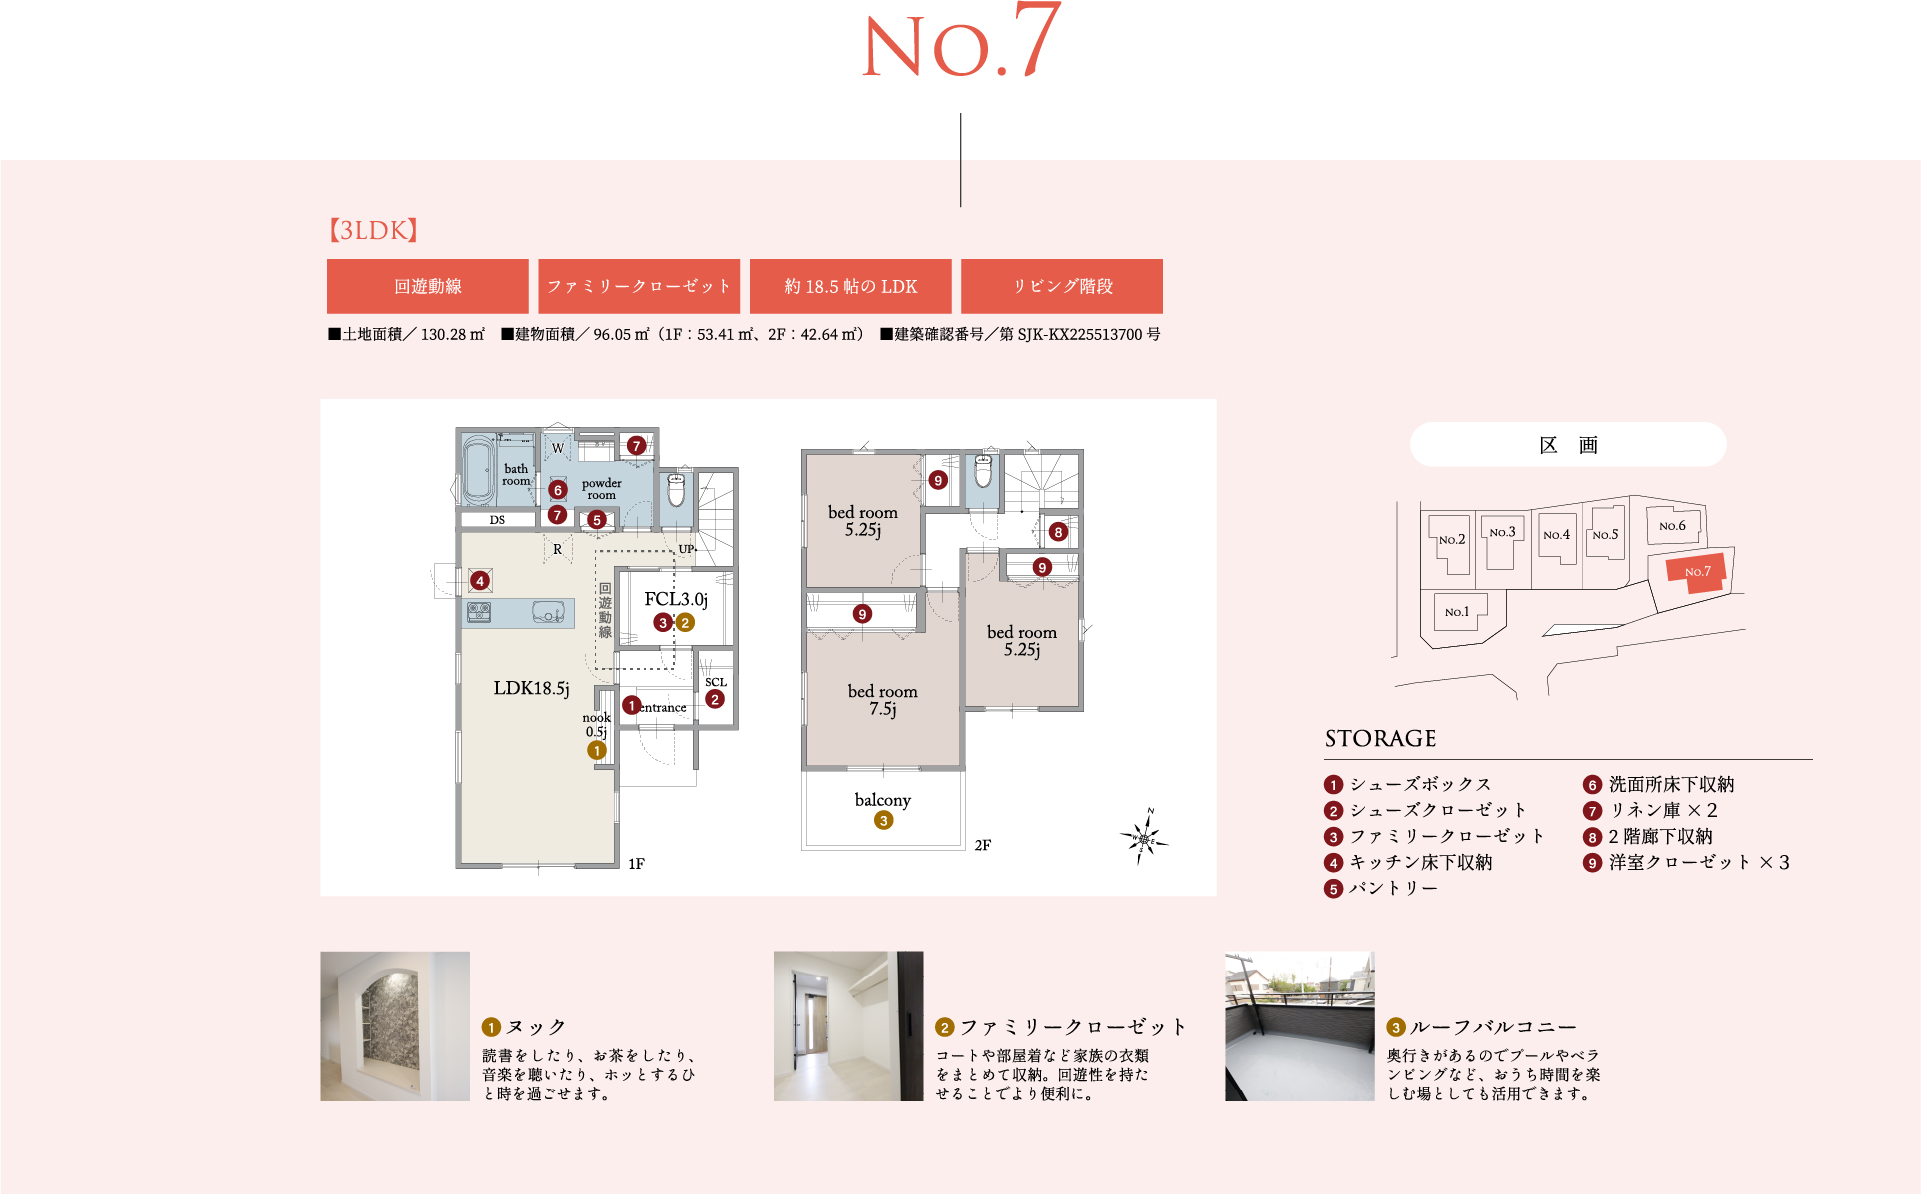 No.7
【3LDK】
回遊動線
ファミリークローゼット
約 18.5 帖の LDK
リビング階段
■土地面積／ 130.28 ㎡　■建物面積／ 96.05 ㎡（1F：53.41 ㎡、2F：42.64 ㎡）　■建築確認番号／第 SJK-KX225513700 号
W
7
bath
room
6
powder
room
7
5
DS
R
UP
4
回遊動線
FCL3.0j
3 2
LDK18.5j
SCL
2
1 entrance
nook
0.5j
1
1F
bed room
5.25j
9
8
9
9
bed room
5.25j
bed room
7.5j
balcony
3
2F
N
W
E
S
区　画
No.2
No.3
No.4
No.5
No.6
No.7
No.1
STORAGE
1 シューズボックス
2 シューズクローゼット
3 ファミリークローゼット
4 キッチン床下収納
5 パントリー
6 洗面所床下収納
7 リネン庫 × 2
8 2 階廊下収納
9 洋室クローゼット × 3
1 ヌック
読書をしたり、お茶をしたり、
音楽を聴いたり、ホッとするひ
と時を過ごせます。
2 ファミリークローゼット
コートや部屋着など家族の衣類
をまとめて収納。回遊性を持た
せることでより便利に。
3 ルーフバルコニー
奥行きがあるのでプールやベラ
ンピングなど、おうち時間を楽
しむ場としても活用できます。